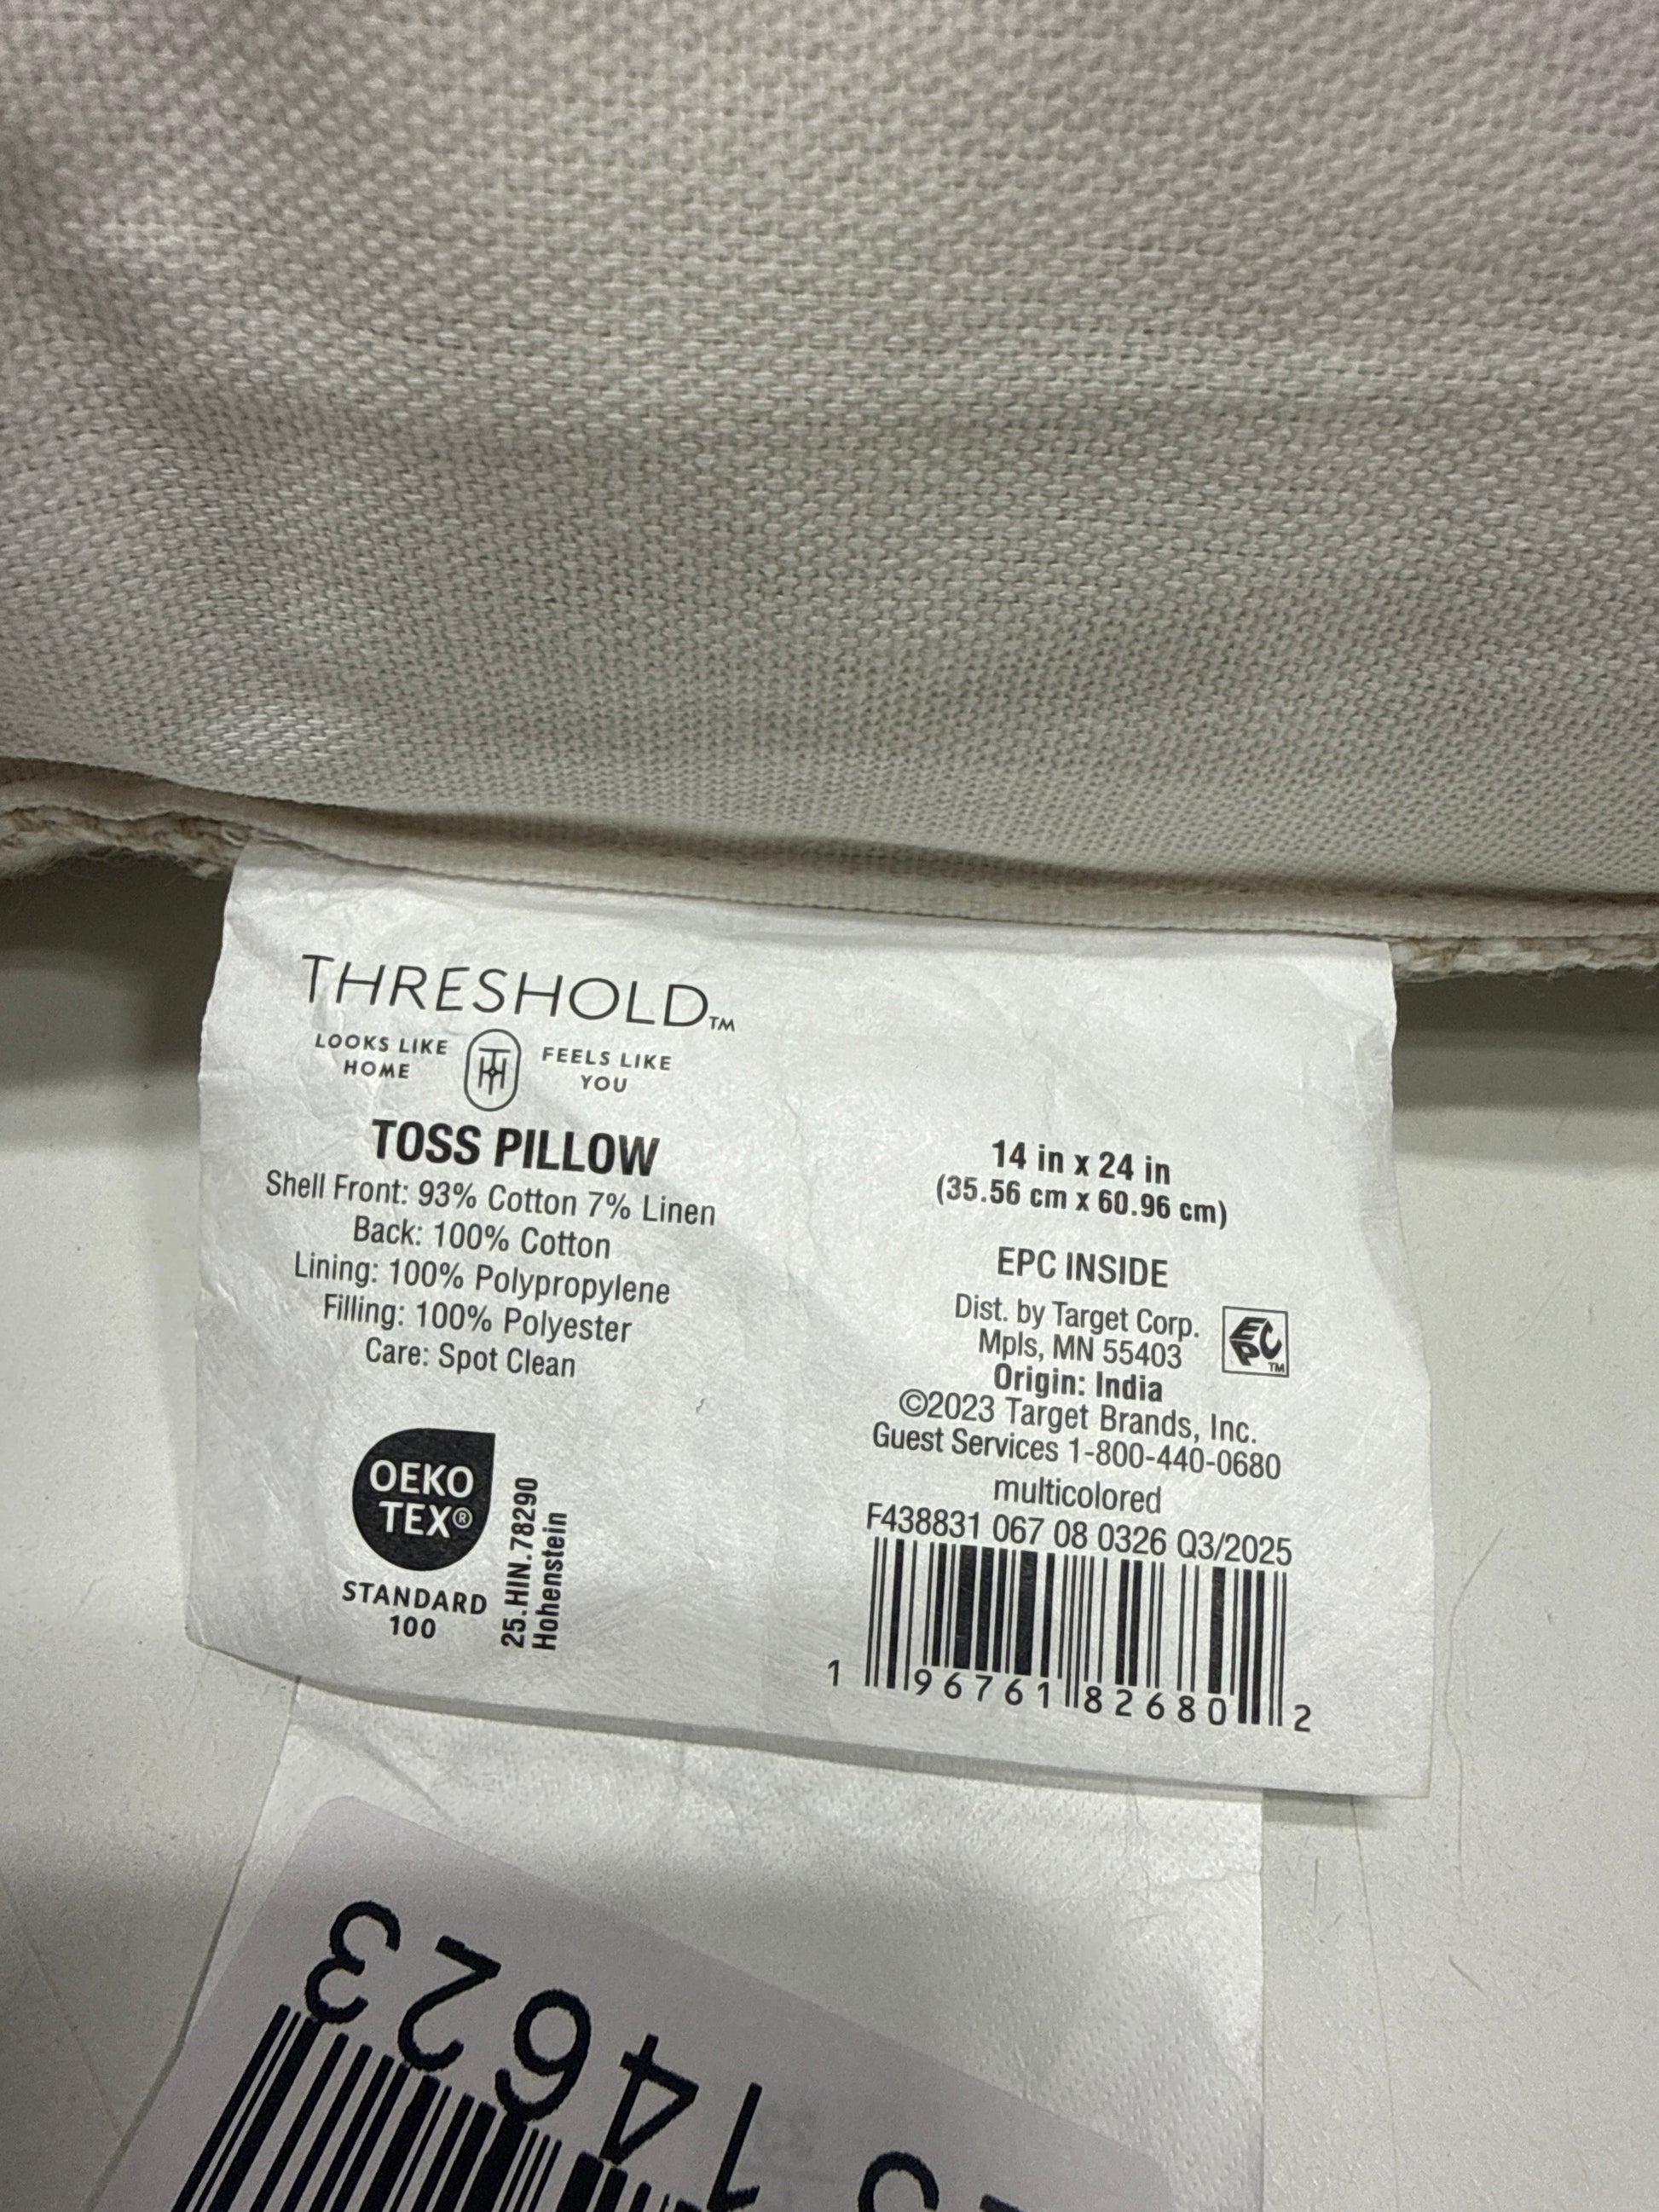 THRESHOLD™
LOOKS LIKE HOME
TH
FEELS LIKE YOU
TOSS PILLOW
Shell Front: 93% Cotton 7% Linen
Back: 100% Cotton
Lining: 100% Polypropylene
Filling: 100% Polyester
Care: Spot Clean
OEKO
TEX®
STANDARD
100
25.HIN.78290
Hohenstein
14 in x 24 in
(35.56 cm x 60.96 cm)
EPC INSIDE
Dist. by Target Corp.
Mpls, MN 55403
EPC™
Origin: India
©2023 Target Brands, Inc.
Guest Services 1-800-440-0680
multicolored
F438831 067 08 0326 Q3/2025
1 96761 82680 2
14623